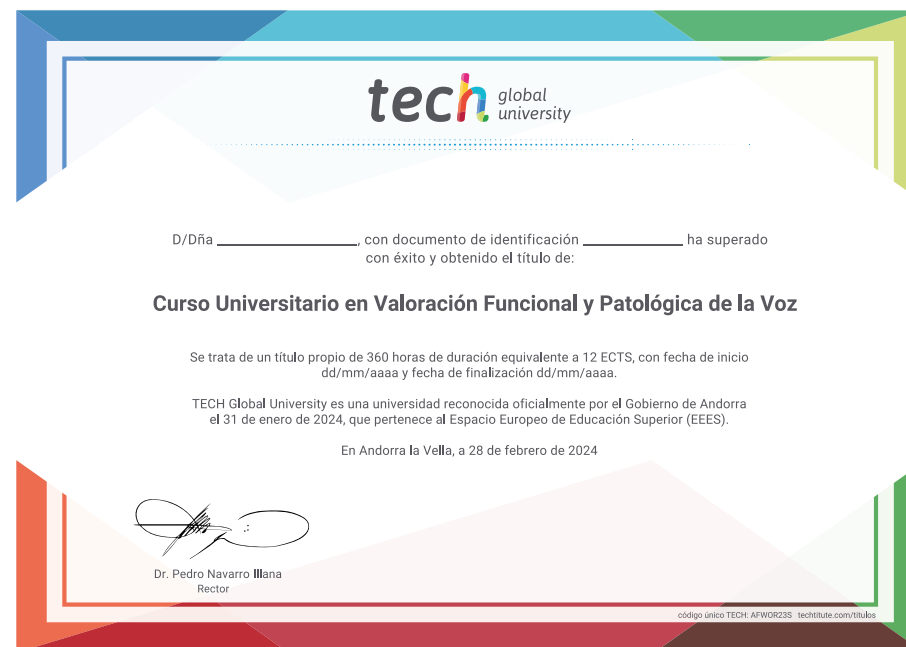 tech global university
D/Dña ____________________, con documento de identificación ______________ ha superado
con éxito y obtenido el título de:
Curso Universitario en Valoración Funcional y Patológica de la Voz
Se trata de un título propio de 360 horas de duración equivalente a 12 ECTS, con fecha de inicio
dd/mm/aaaa y fecha de finalización dd/mm/aaaa.
TECH Global University es una universidad reconocida oficialmente por el Gobierno de Andorra
el 31 de enero de 2024, que pertenece al Espacio Europeo de Educación Superior (EEES).
En Andorra la Vella, a 28 de febrero de 2024
Dr. Pedro Navarro Illana
Rector
código único TECH: AFWOR23S  techtitute.com/titulos